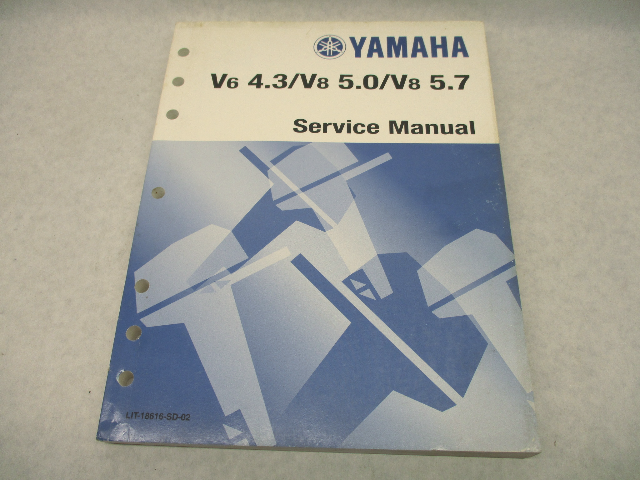 YAMAHA
V6 4.3/V8 5.0/V8 5.7
Service Manual
LIT-18616-SD-02